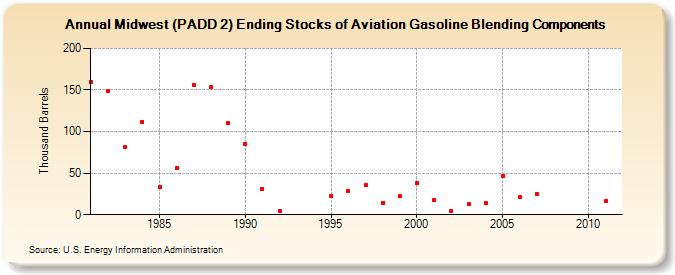 Annual Midwest (PADD 2) Ending Stocks of Aviation Gasoline Blending Components
Thousand Barrels
200
150
100
50
0
1985 1990 1995 2000 2005 2010
Source: U.S. Energy Information Administration